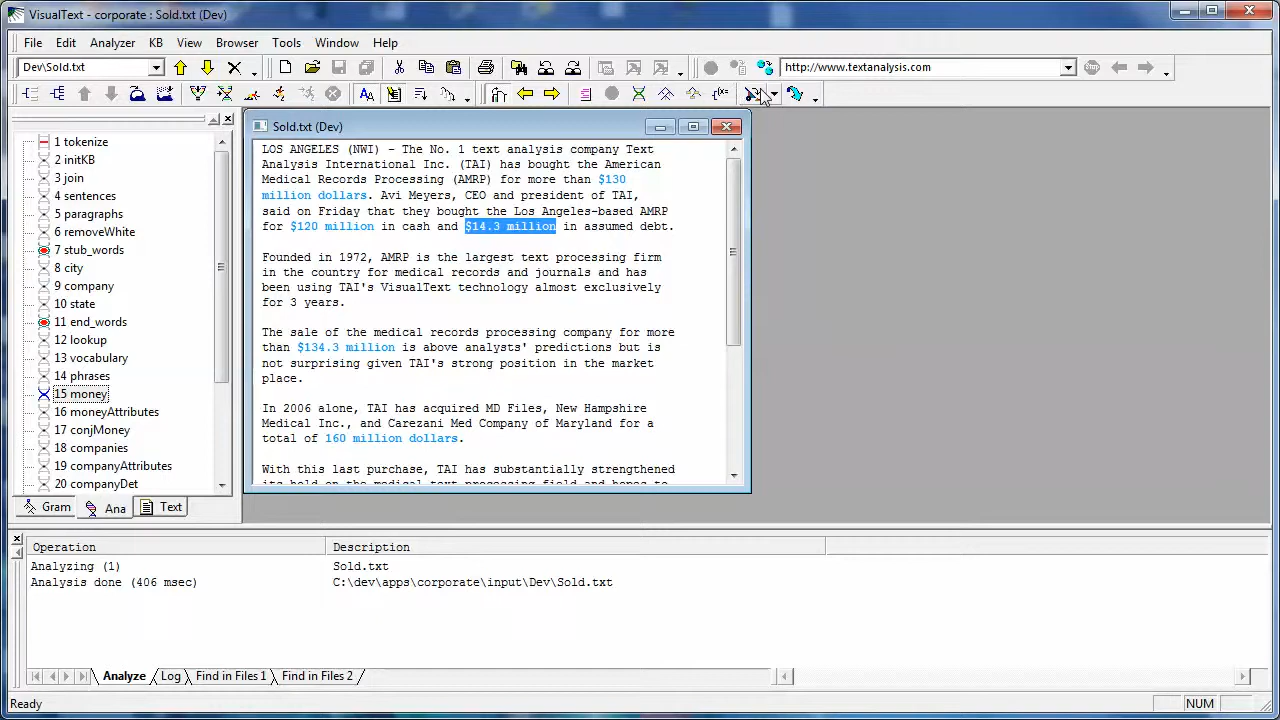 VisualText - corporate : Sold.txt (Dev)
File Edit Analyzer KB View Browser Tools Window Help
Dev\Sold.txt
http://www.textanalysis.com
Sold.txt (Dev)
1 tokenize
2 initKB
3 join
4 sentences
5 paragraphs
6 removeWhite
7 stub_words
8 city
9 company
10 state
11 end_words
12 lookup
13 vocabulary
14 phrases
15 money
16 moneyAttributes
17 conjMoney
18 companies
19 companyAttributes
20 companyDet
Gram Ana Text
LOS ANGELES (NWI) - The No. 1 text analysis company Text
Analysis International Inc. (TAI) has bought the American
Medical Records Processing (AMRP) for more than $130
million dollars. Avi Meyers, CEO and president of TAI,
said on Friday that they bought the Los Angeles-based AMRP
for $120 million in cash and $14.3 million in assumed debt.
Founded in 1972, AMRP is the largest text processing firm
in the country for medical records and journals and has
been using TAI's VisualText technology almost exclusively
for 3 years.
The sale of the medical records processing company for more
than $134.3 million is above analysts' predictions but is
not surprising given TAI's strong position in the market
place.
In 2006 alone, TAI has acquired MD Files, New Hampshire
Medical Inc., and Carezani Med Company of Maryland for a
total of 160 million dollars.
With this last purchase, TAI has substantially strengthened
its hold on the medical text processing field and hopes to
Operation Description
Analyzing (1) Sold.txt
Analysis done (406 msec) C:\dev\apps\corporate\input\Dev\Sold.txt
Analyze Log Find in Files 1 Find in Files 2
Ready NUM